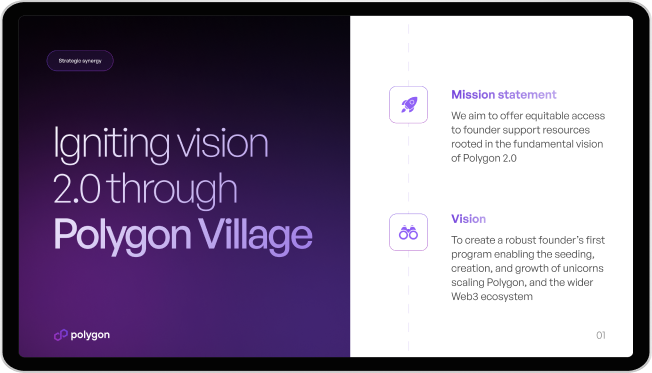 Strategic synergy
Igniting vision
2.0 through
Polygon Village
polygon
Mission statement
We aim to offer equitable access
to founder support resources
rooted in the fundamental vision
of Polygon 2.0
Vision
To create a robust founder's first
program enabling the seeding,
creation, and growth of unicorns
scaling Polygon, and the wider
Web3 ecosystem
01